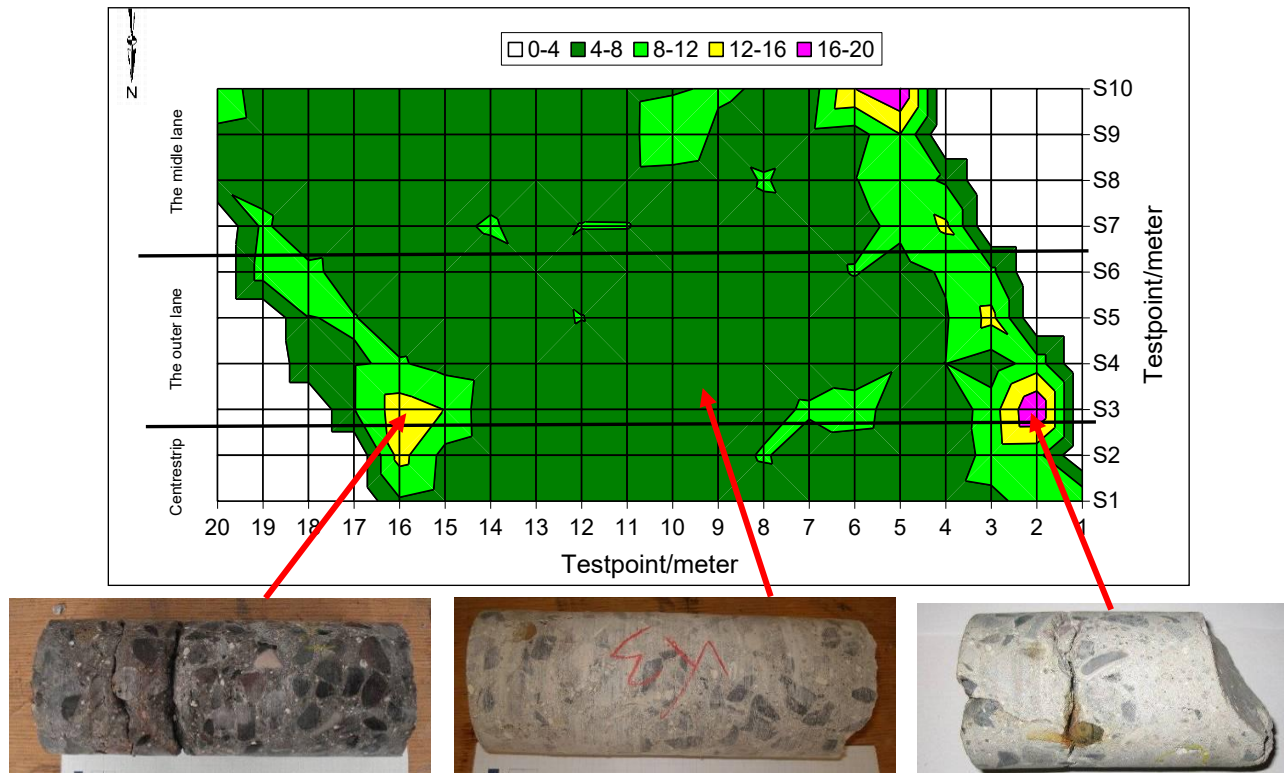 0-4 4-8 8-12 12-16 16-20
N
The midle lane
The outer lane
Centrestrip
S10
S9
S8
S7
S6
S5
S4
S3
S2
S1
Testpoint/meter
20 19 18 17 16 15 14 13 12 11 10 9 8 7 6 5 4 3 2 1
Testpoint/meter